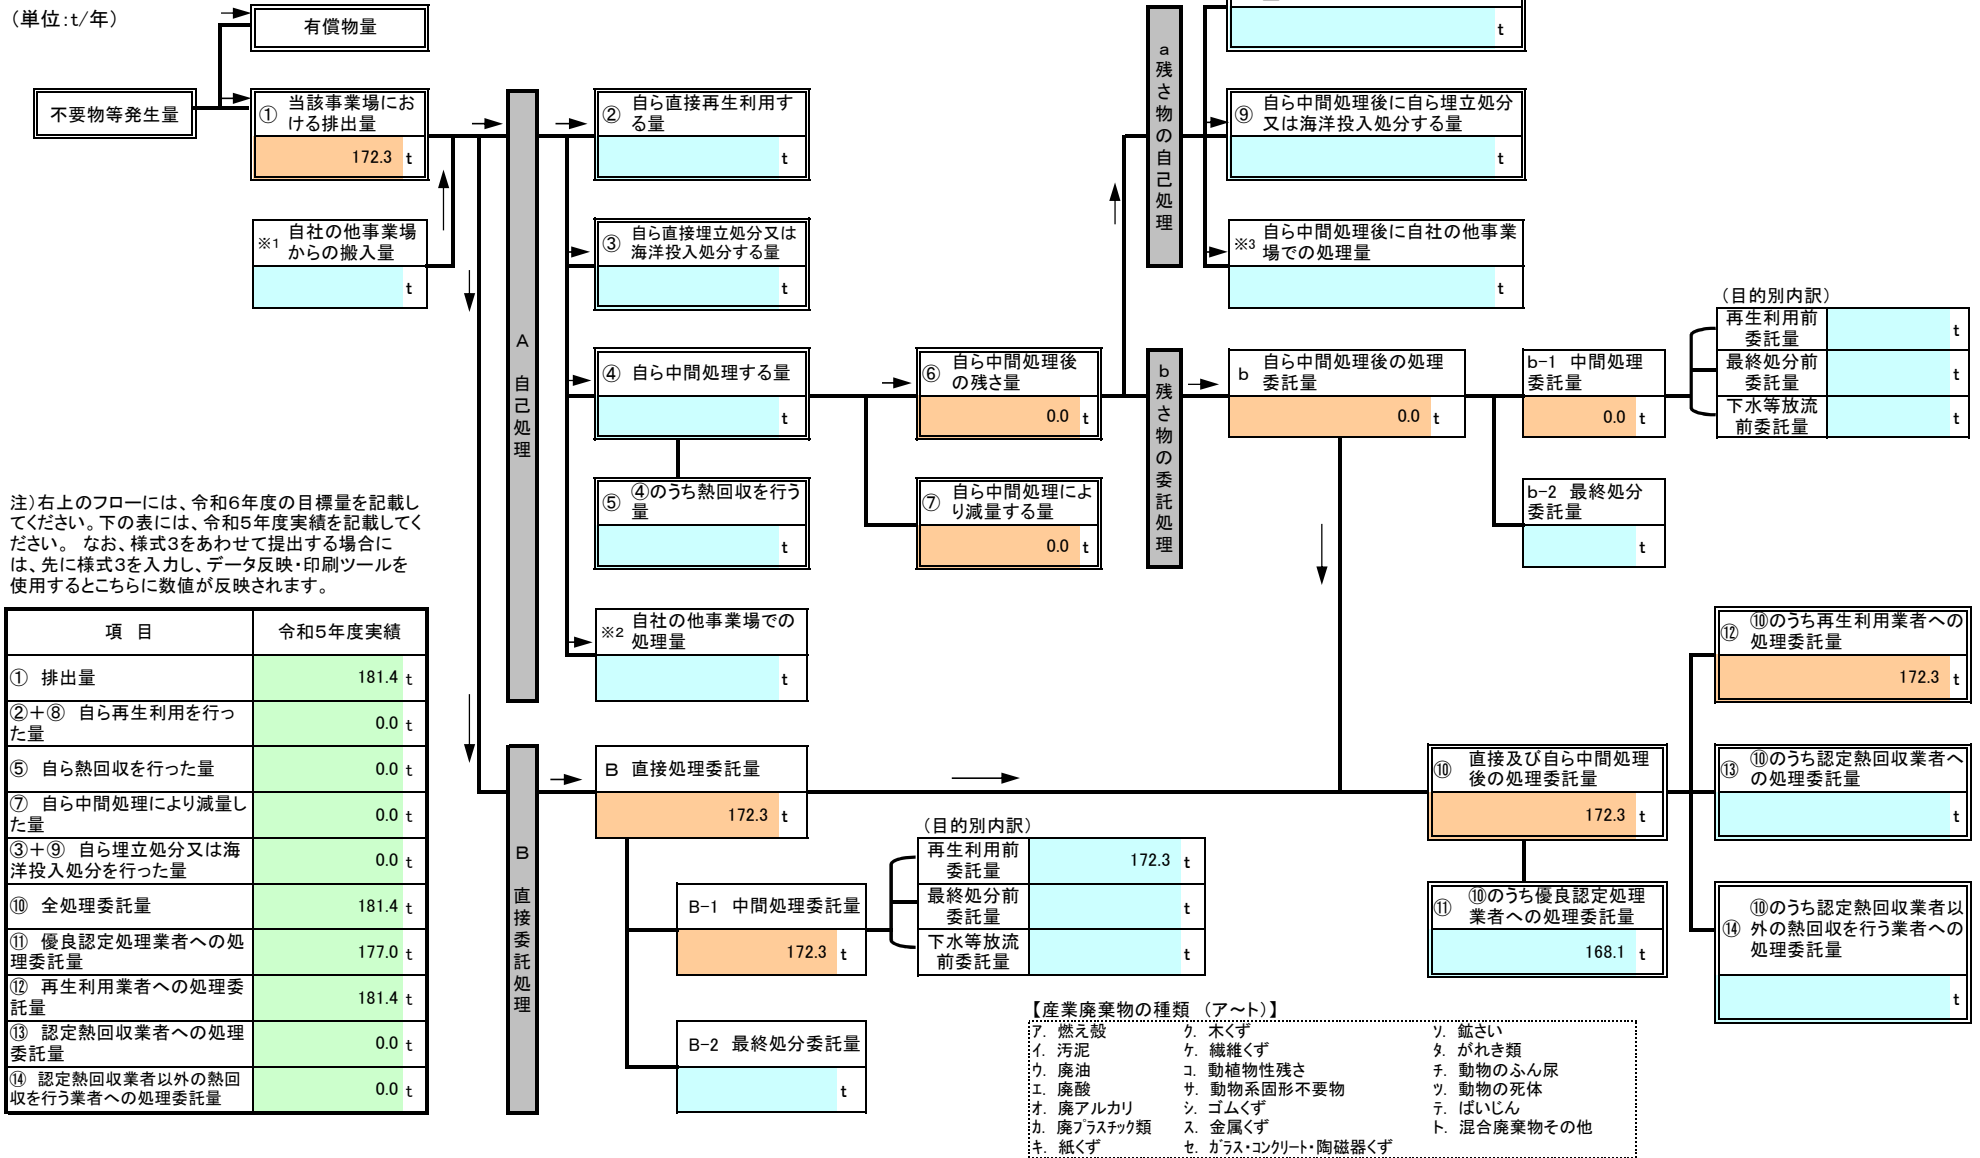 (単位:t/年)
有償物量
不要物等発生量
① 当該事業場にお
ける排出量
172.3 t
※1 自社の他事業場
からの搬入量
t
A 自己処理
② 自ら直接再生利用す
る量
t
③ 自ら直接埋立処分又は
海洋投入処分する量
t
④ 自ら中間処理する量
t
⑤ ④のうち熱回収を行う
量
t
※2 自社の他事業場での
処理量
t
⑥ 自ら中間処理後
の残さ量
0.0 t
⑦ 自ら中間処理によ
り減量する量
0.0 t
a 残さ物の自己処理
t
⑨ 自ら中間処理後に自ら埋立処分
又は海洋投入処分する量
t
※3 自ら中間処理後に自社の他事業
場での処理量
t
b 残さ物の委託処理
b 自ら中間処理後の処理
委託量
0.0 t
b-1 中間処理
委託量
0.0 t
(目的別内訳)
再生利用前
委託量
t
最終処分前
委託量
t
下水等放流
前委託量
t
b-2 最終処分
委託量
t
注)右上のフローには、令和6年度の目標量を記載し
てください。下の表には、令和5年度実績を記載してく
ださい。 なお、様式3をあわせて提出する場合に
は、先に様式3を入力し、データ反映・印刷ツールを
使用するとこちらに数値が反映されます。
項 目 令和5年度実績
① 排出量 181.4 t
②+⑧ 自ら再生利用を行っ
た量 0.0 t
⑤ 自ら熱回収を行った量 0.0 t
⑦ 自ら中間処理により減量し
た量 0.0 t
③+⑨ 自ら埋立処分又は海
洋投入処分を行った量 0.0 t
⑩ 全処理委託量 181.4 t
⑪ 優良認定処理業者への処
理委託量 177.0 t
⑫ 再生利用業者への処理委
託量 181.4 t
⑬ 認定熱回収業者への処理
委託量 0.0 t
⑭ 認定熱回収業者以外の熱回
収を行う業者への処理委託量 0.0 t
B 直接委託処理
B 直接処理委託量
172.3 t
B-1 中間処理委託量
172.3 t
(目的別内訳)
再生利用前
委託量
172.3 t
最終処分前
委託量
t
下水等放流
前委託量
t
B-2 最終処分委託量
t
⑩ 直接及び自ら中間処理
後の処理委託量
172.3 t
⑪ ⑩のうち優良認定処理
業者への処理委託量
168.1 t
⑫ ⑩のうち再生利用業者への
処理委託量
172.3 t
⑬ ⑩のうち認定熱回収業者へ
の処理委託量
t
⑭ ⑩のうち認定熱回収業者以
外の熱回収を行う業者への
処理委託量
t
【産業廃棄物の種類 (ア~ト)】
ア. 燃え殻 ク. 木くず ソ. 鉱さい
イ. 汚泥 ケ. 繊維くず タ. がれき類
ウ. 廃油 コ. 動植物性残さ チ. 動物のふん尿
エ. 廃酸 サ. 動物系固形不要物 ツ. 動物の死体
オ. 廃アルカリ シ. ゴムくず テ. ばいじん
カ. 廃プラスチック類 ス. 金属くず ト. 混合廃棄物その他
キ. 紙くず セ. ガラス・コンクリート・陶磁器くず